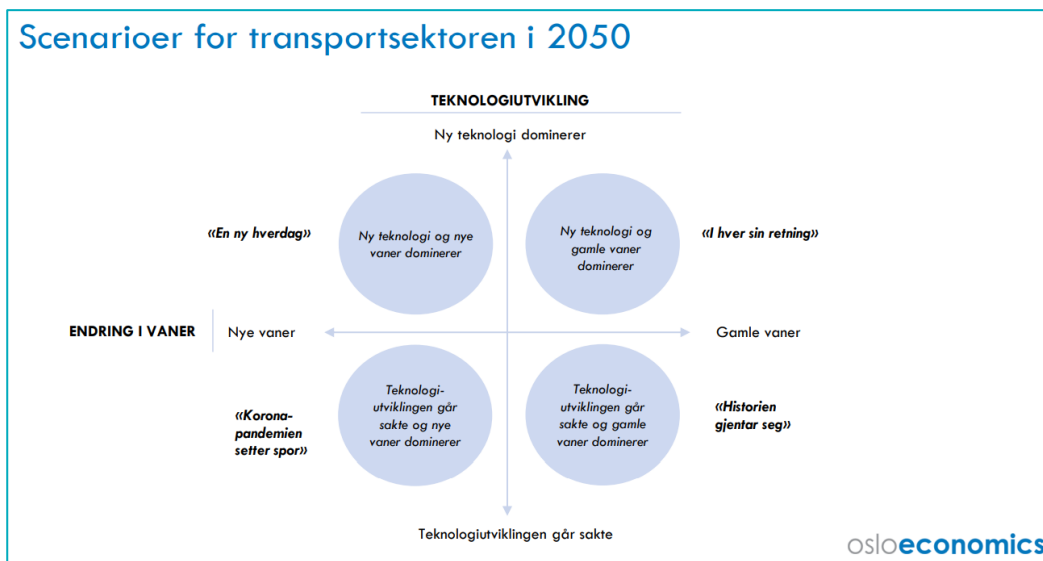 Scenarioer for transportsektoren i 2050
TEKNOLOGIUTVIKLING
Ny teknologi dominerer
«En ny hverdag»
Ny teknologi og nye
vaner dominerer
Ny teknologi og
gamle vaner
dominerer
«I hver sin retning»
ENDRING I VANER
Nye vaner
Gamle vaner
«Korona-
pandemien
setter spor»
Teknologi-
utviklingen går
sakte og nye
vaner dominerer
Teknologi-
utviklingen går
sakte og gamle
vaner dominerer
«Historien
gjentar seg»
Teknologiutviklingen går sakte
osloeconomics